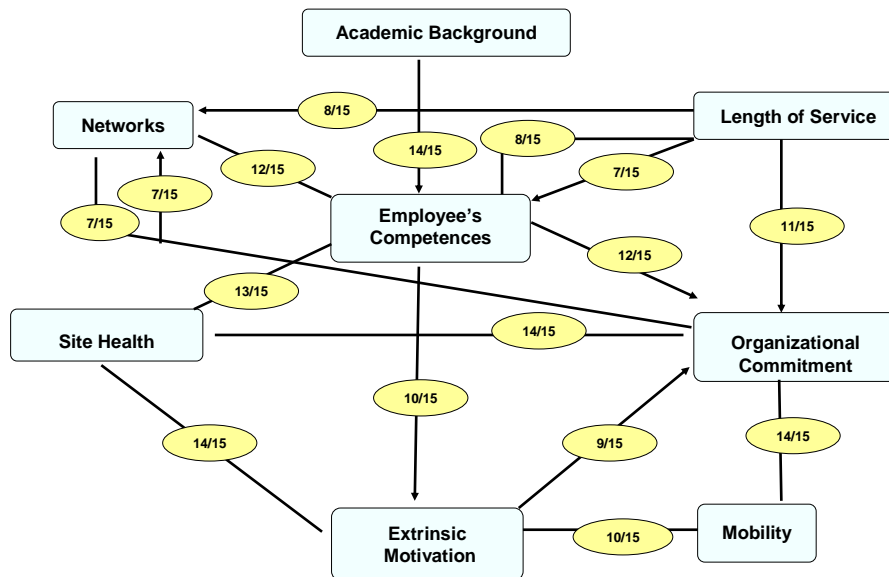 Academic Background
8/15
Length of Service
Networks
14/15
8/15
12/15
7/15
7/15
7/15
Employee's
Competences
11/15
12/15
13/15
Site Health
14/15
Organizational
Commitment
10/15
14/15
9/15
14/15
Extrinsic
Motivation
10/15
Mobility